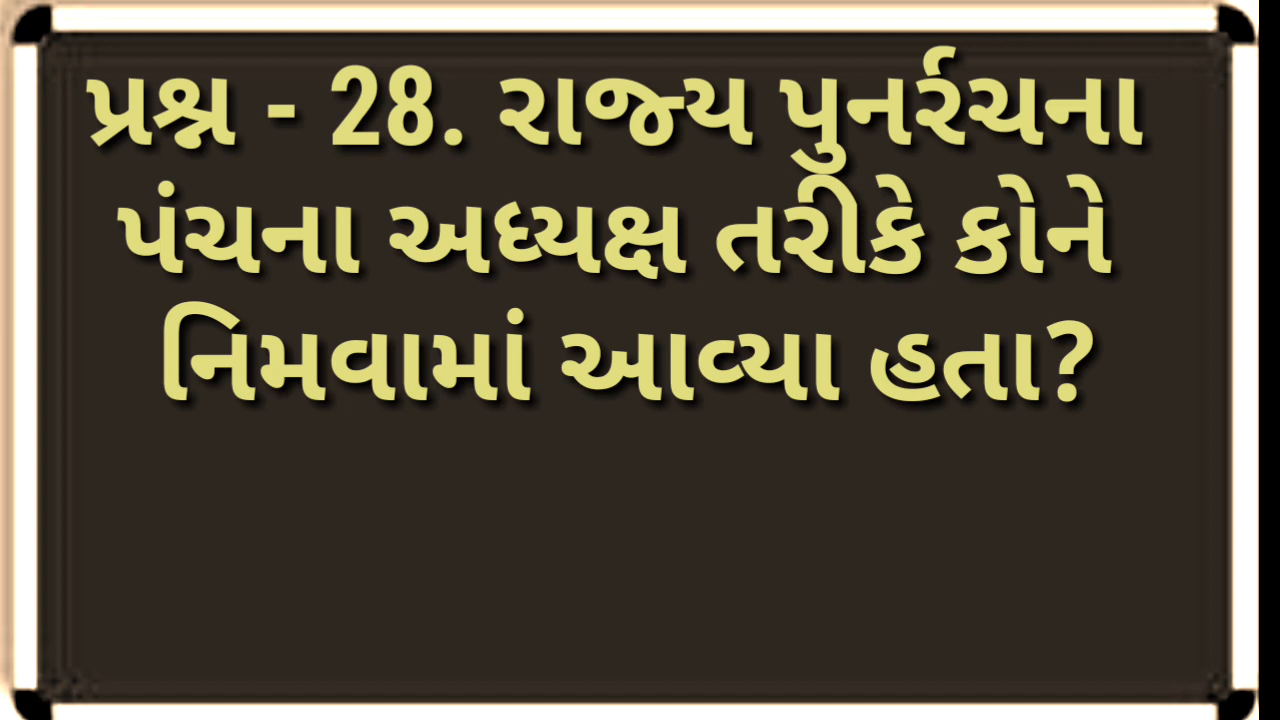 પ્રશ્ન - 28. રાજ્ય પુનર્રચના
પંચના અધ્યક્ષ તરીકે કોને
નિમવામાં આવ્યા હતા?